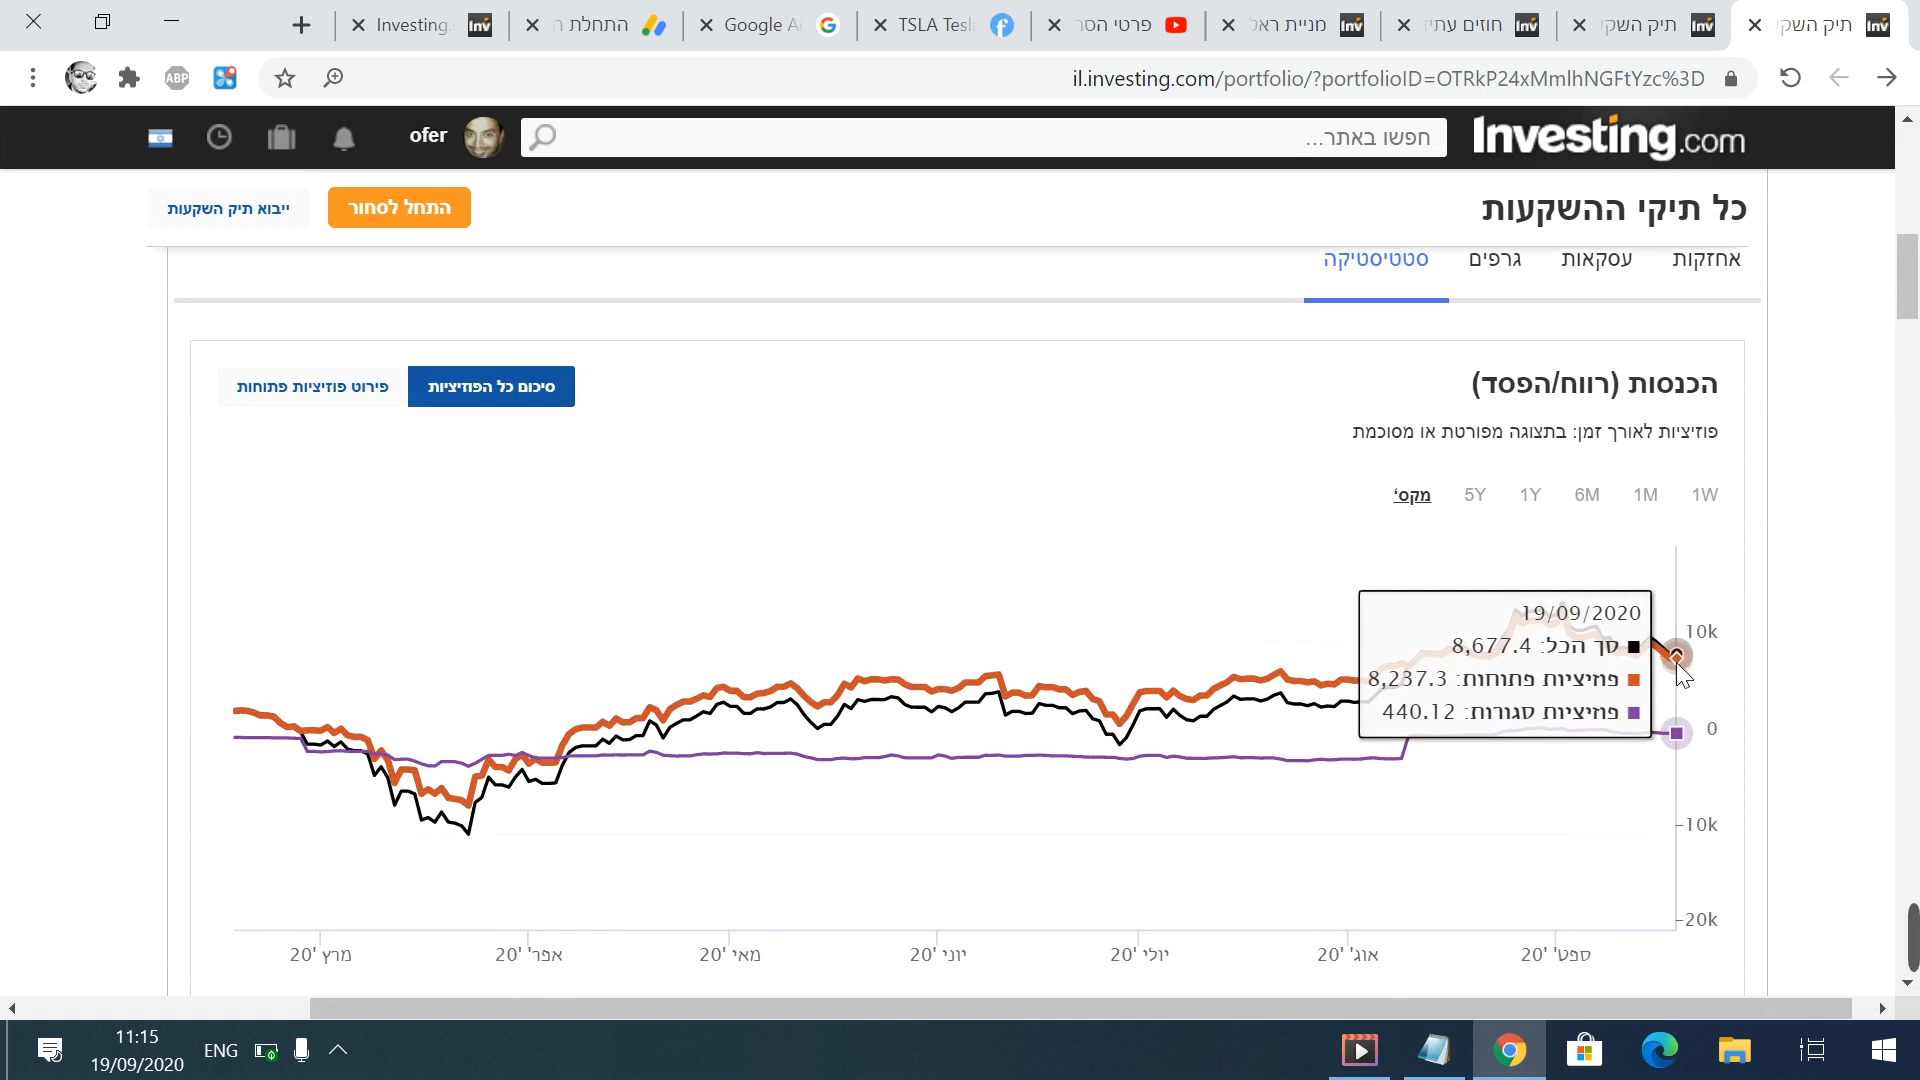 Investing.
התחלת ה
Google A
TSLA Tesl
פרטי הסר
מניית ראל
חוזים עתיז
תיק השקי
תיק השקי
il.investing.com/portfolio/?portfolioID=OTRkP24xMmlhNGFtYzc%3D
ABP
Investing.com
חפשו באתר...
ofer
כל תיקי ההשקעות
התחל לסחור
ייבוא תיק השקעות
אחזקות
עסקאות
גרפים
סטטיסטיקה
הכנסות (רווח/הפסד)
סיכום כל הפוזיציות
פירוט פוזיציות פתוחות
פוזיציות לאורך זמן: בתצוגה מפורטת או מסוכמת
1W 1M 6M 1Y 5Y מקס'
19/09/2020
סך הכל: 8,677.4
פוזיציות פתוחות: 8,237.3
פוזיציות סגורות: 440.12
10k
0
-10k
-20k
מרץ '20
אפר' '20
מאי '20
יוני '20
יולי '20
אוג' '20
ספט' '20
11:15
19/09/2020
ENG